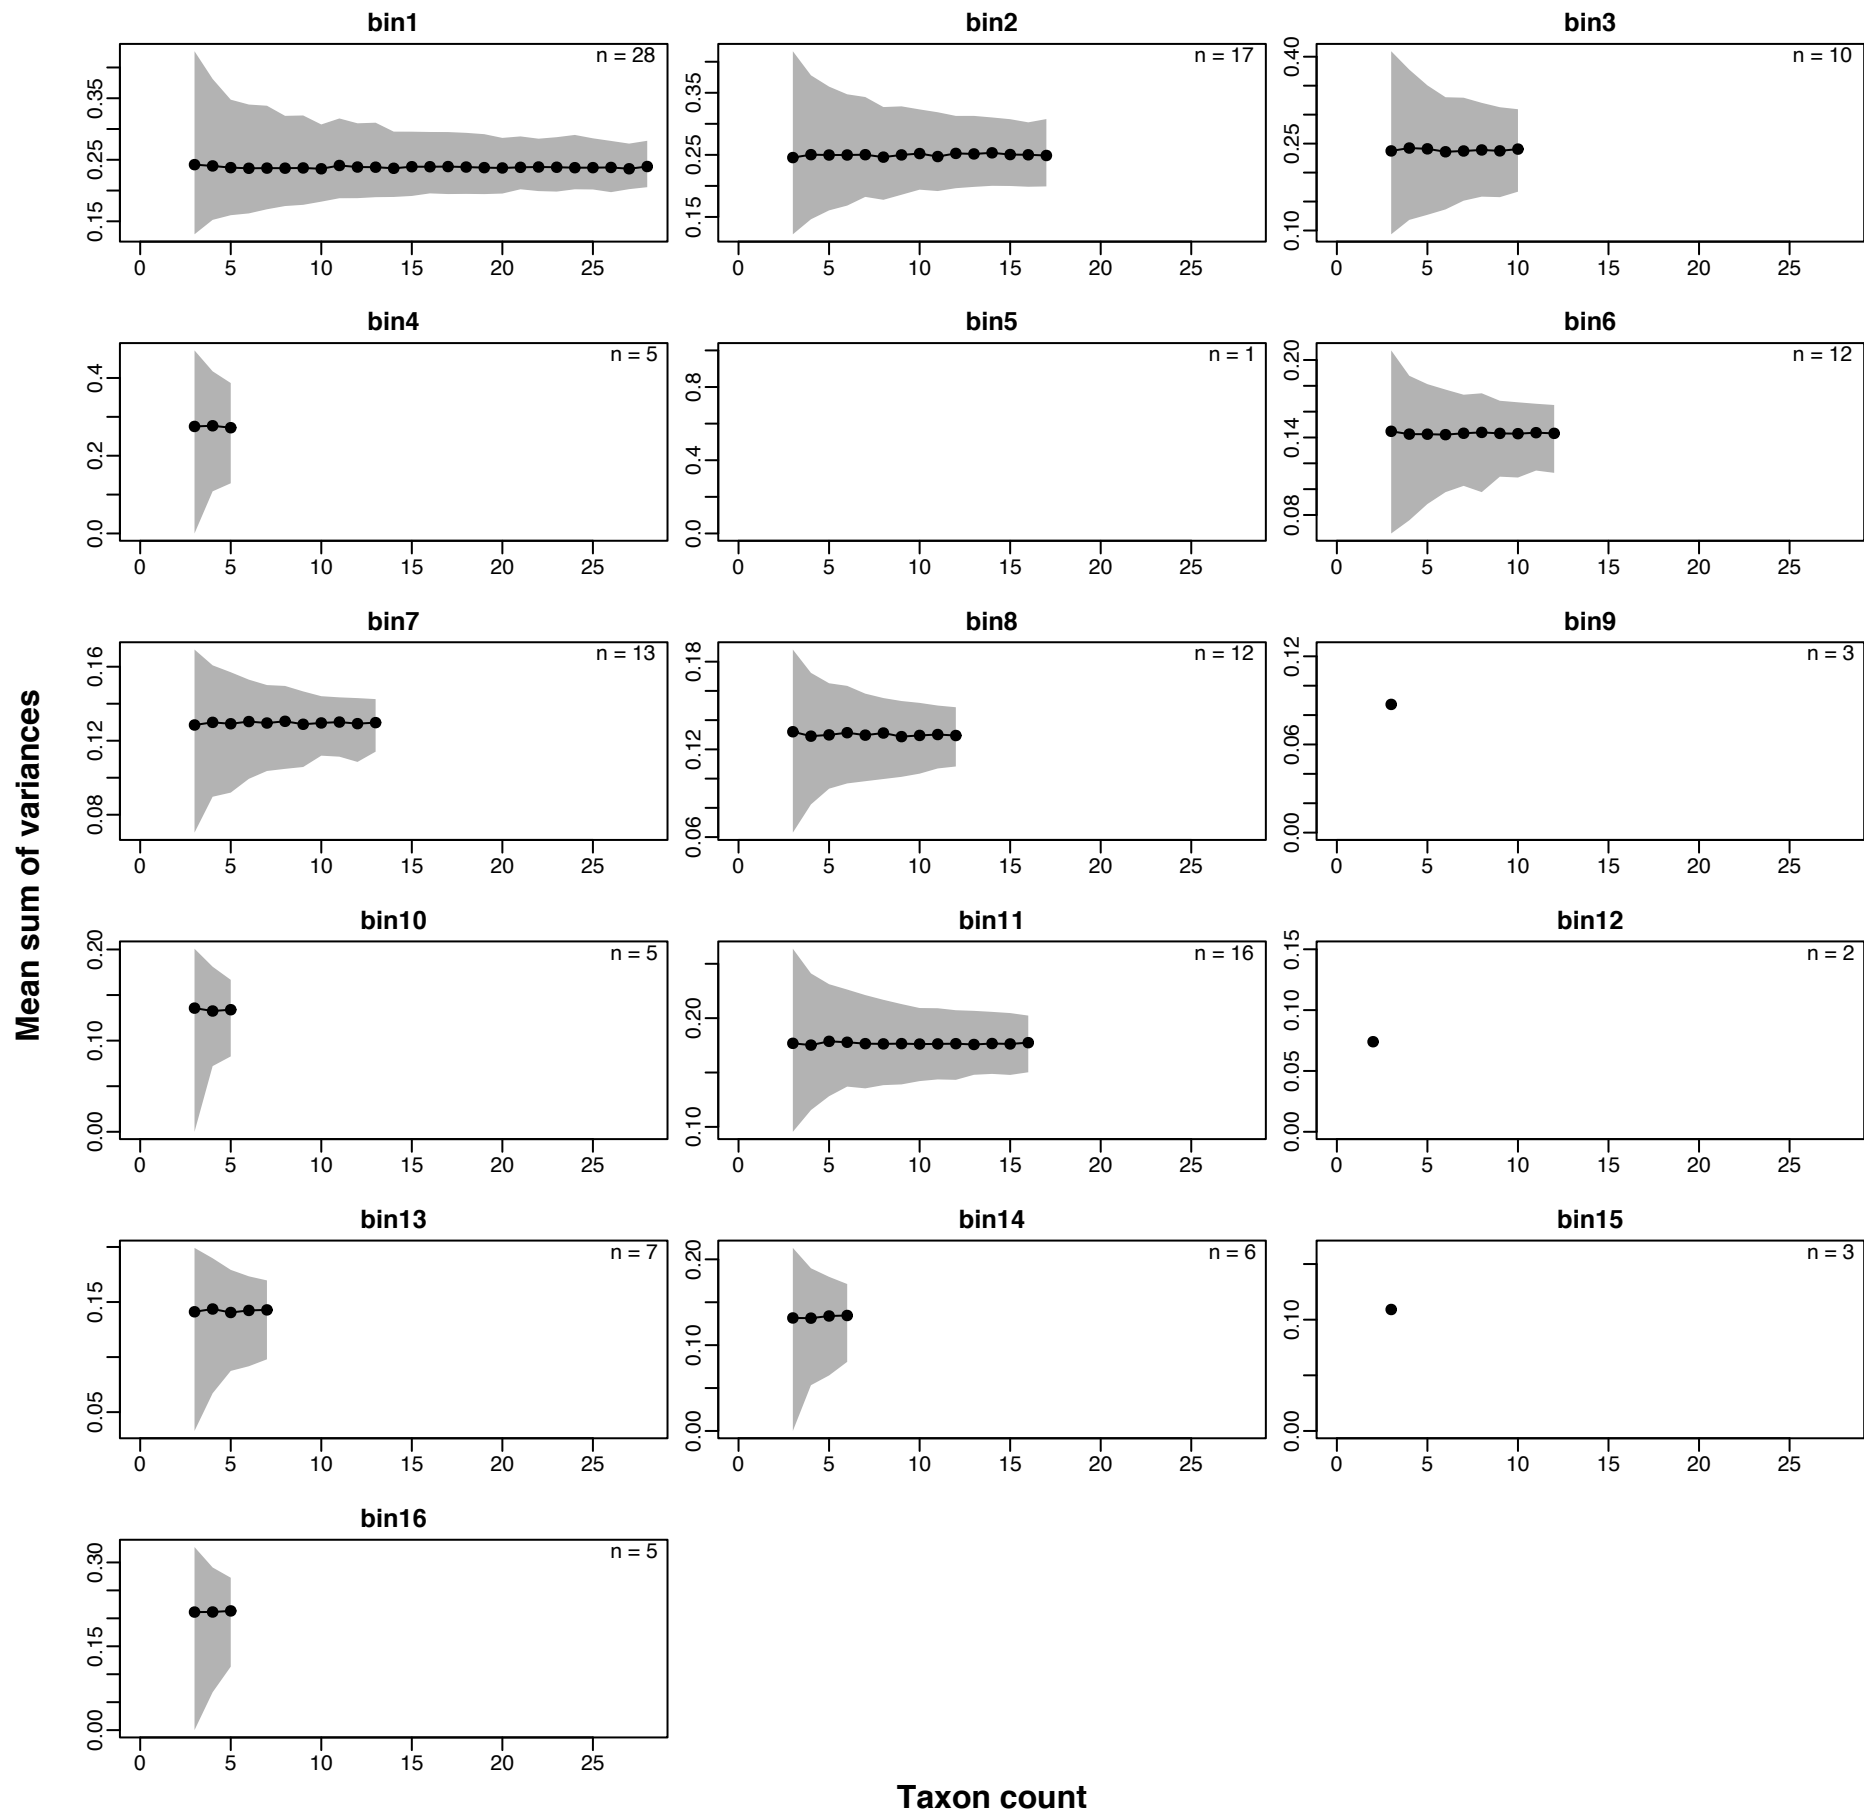 bin1
n = 28
0.15 0.25 0.35
0 5 10 15 20 25
bin2
n = 17
0.15 0.25 0.35
0 5 10 15 20 25
bin3
n = 10
0.10 0.25 0.40
0 5 10 15 20 25
bin4
n = 5
0.0 0.2 0.4
0 5 10 15 20 25
bin5
n = 1
0.0 0.4 0.8
0 5 10 15 20 25
bin6
n = 12
0.08 0.14 0.20
0 5 10 15 20 25
bin7
n = 13
0.08 0.12 0.16
0 5 10 15 20 25
bin8
n = 12
0.06 0.12 0.18
0 5 10 15 20 25
bin9
n = 3
0.00 0.06 0.12
0 5 10 15 20 25
Mean sum of variances
bin10
n = 5
0.00 0.10 0.20
0 5 10 15 20 25
bin11
n = 16
0.10 0.20
0 5 10 15 20 25
bin12
n = 2
0.00 0.05 0.10 0.15
0 5 10 15 20 25
bin13
n = 7
0.05 0.15
0 5 10 15 20 25
bin14
n = 6
0.00 0.10 0.20
0 5 10 15 20 25
bin15
n = 3
0.00 0.10
0 5 10 15 20 25
bin16
n = 5
0.00 0.15 0.30
0 5 10 15 20 25
Taxon count